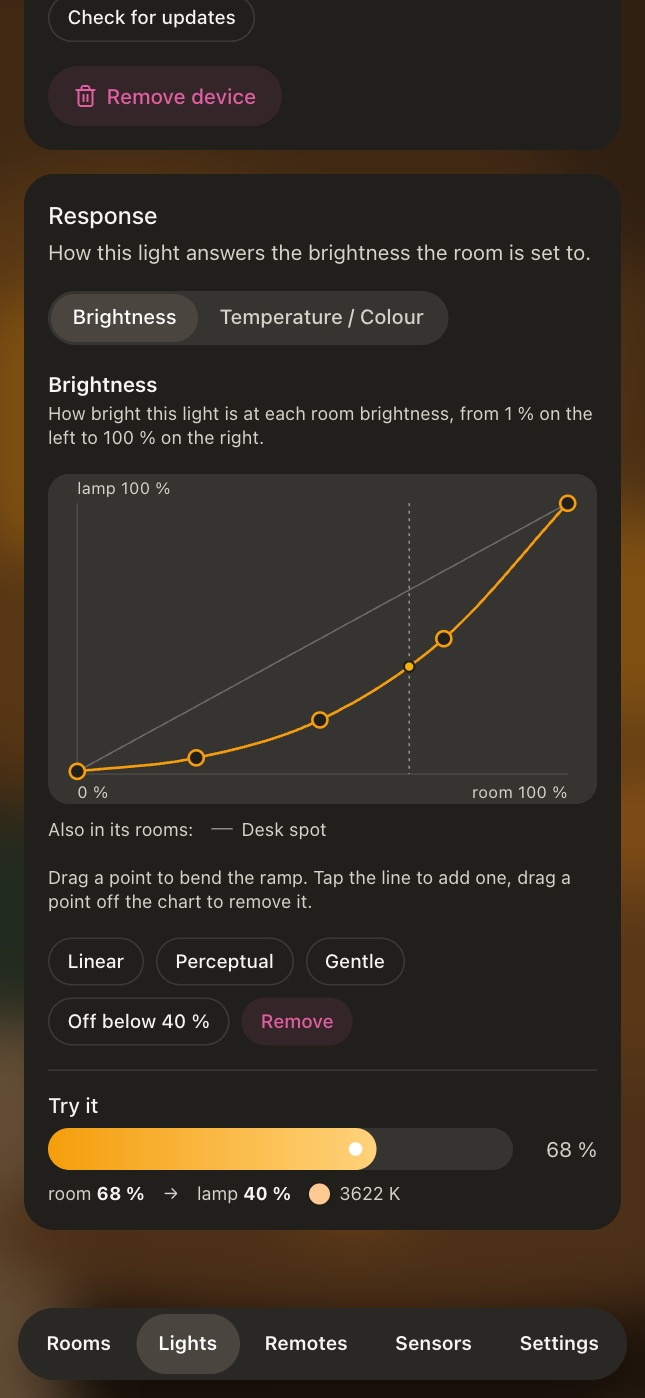 Check for updates
Remove device
Response
How this light answers the brightness the room is set to.
Brightness
Temperature / Colour
Brightness
How bright this light is at each room brightness, from 1 % on the
left to 100 % on the right.
lamp 100 %
0 %
room 100 %
Also in its rooms:
Desk spot
Drag a point to bend the ramp. Tap the line to add one, drag a
point off the chart to remove it.
Linear
Perceptual
Gentle
Off below 40 %
Remove
Try it
68 %
room 68 % → lamp 40 % 3622 K
Rooms
Lights
Remotes
Sensors
Settings